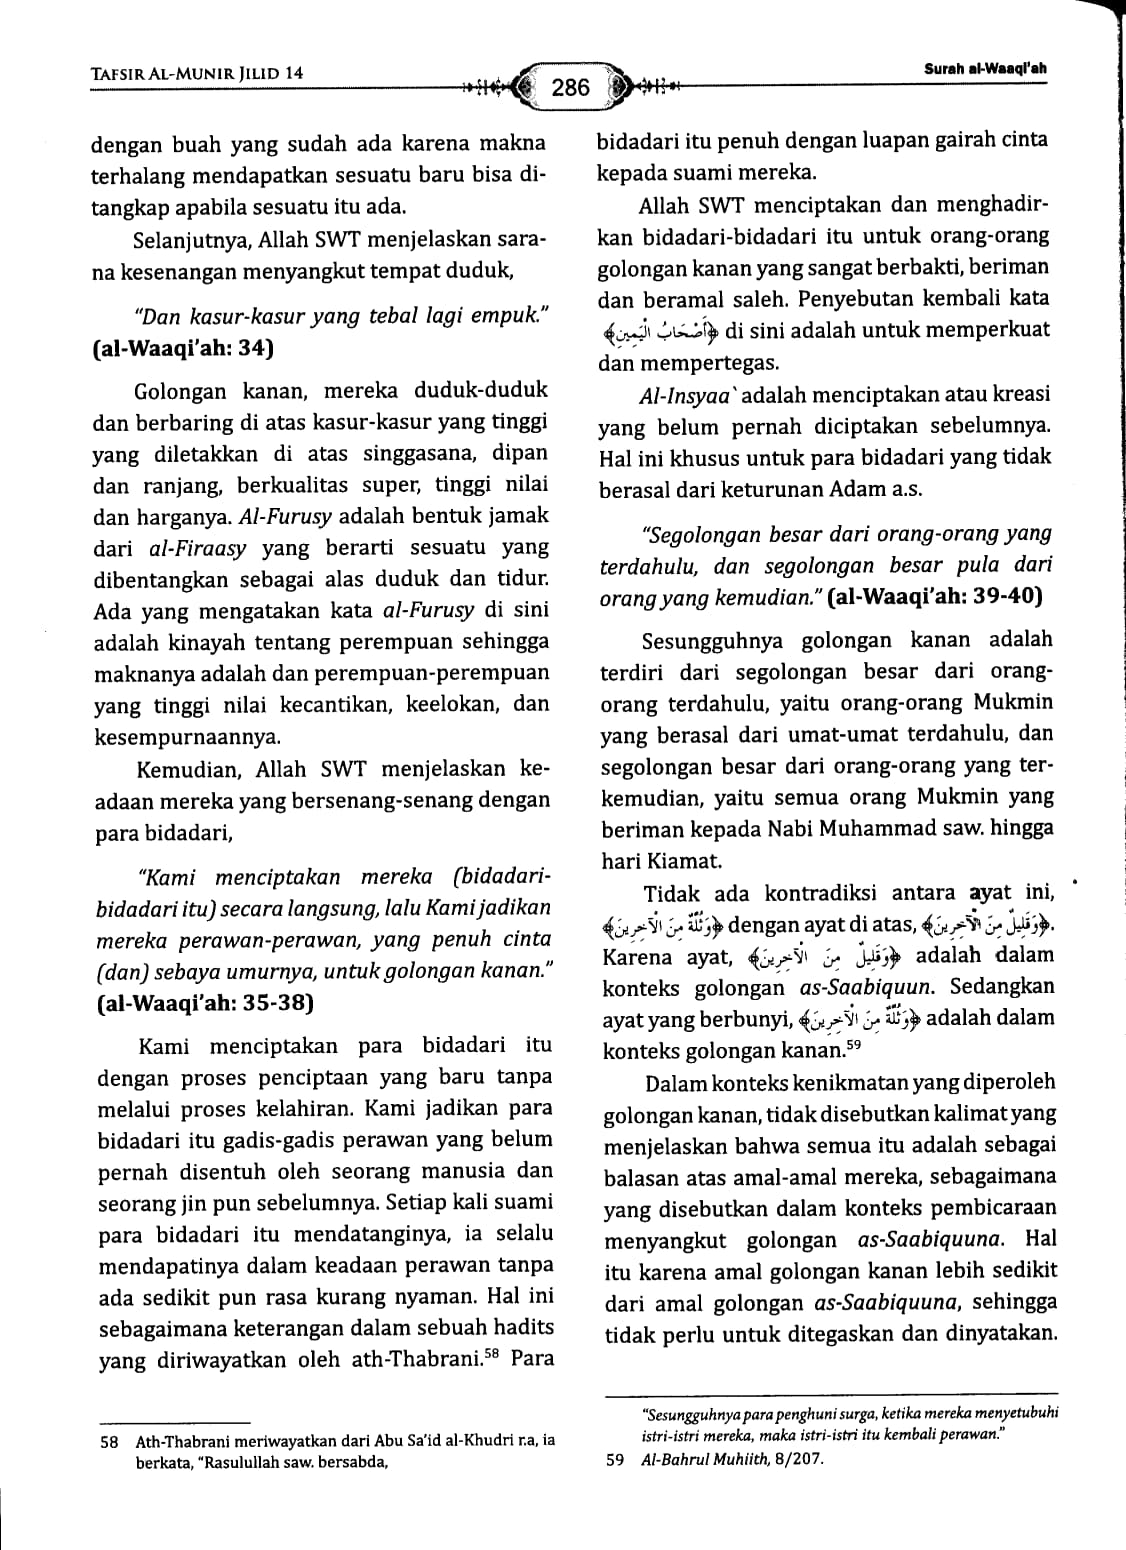 TAFSIR AL-MUNIR JILID 14
286
Surah al-Waaqi'ah
dengan buah yang sudah ada karena makna
terhalang mendapatkan sesuatu baru bisa di-
tangkap apabila sesuatu itu ada.
Selanjutnya, Allah SWT menjelaskan sara-
na kesenangan menyangkut tempat duduk,
"Dan kasur-kasur yang tebal lagi empuk."
(al-Waaqi'ah: 34)
Golongan kanan, mereka duduk-duduk
dan berbaring di atas kasur-kasur yang tinggi
yang diletakkan di atas singgasana, dipan
dan ranjang, berkualitas super, tinggi nilai
dan harganya. Al-Furusy adalah bentuk jamak
dari al-Firaasy yang berarti sesuatu yang
dibentangkan sebagai alas duduk dan tidur.
Ada yang mengatakan kata al-Furusy di sini
adalah kinayah tentang perempuan sehingga
maknanya adalah dan perempuan-perempuan
yang tinggi nilai kecantikan, keelokan, dan
kesempurnaannya.
Kemudian, Allah SWT menjelaskan ke-
adaan mereka yang bersenang-senang dengan
para bidadari,
"Kami menciptakan mereka (bidadari-
bidadari itu) secara langsung, lalu Kami jadikan
mereka perawan-perawan, yang penuh cinta
(dan) sebaya umurnya, untuk golongan kanan."
(al-Waaqi'ah: 35-38)
Kami menciptakan para bidadari itu
dengan proses penciptaan yang baru tanpa
melalui proses kelahiran. Kami jadikan para
bidadari itu gadis-gadis perawan yang belum
pernah disentuh oleh seorang manusia dan
seorang jin pun sebelumnya. Setiap kali suami
para bidadari itu mendatanginya, ia selalu
mendapatinya dalam keadaan perawan tanpa
ada sedikit pun rasa kurang nyaman. Hal ini
sebagaimana keterangan dalam sebuah hadits
yang diriwayatkan oleh ath-Thabrani.58 Para
58 Ath-Thabrani meriwayatkan dari Abu Sa'id al-Khudri r.a, ia
berkata, "Rasulullah saw. bersabda,
bidadari itu penuh dengan luapan gairah cinta
kepada suami mereka.
Allah SWT menciptakan dan menghadir-
kan bidadari-bidadari itu untuk orang-orang
golongan kanan yang sangat berbakti, beriman
dan beramal saleh. Penyebutan kembali kata
﴿أَصْحَابُ الْيَمِينِ﴾ di sini adalah untuk memperkuat
dan mempertegas.
Al-Insyaa` adalah menciptakan atau kreasi
yang belum pernah diciptakan sebelumnya.
Hal ini khusus untuk para bidadari yang tidak
berasal dari keturunan Adam a.s.
"Segolongan besar dari orang-orang yang
terdahulu, dan segolongan besar pula dari
orang yang kemudian." (al-Waaqi'ah: 39-40)
Sesungguhnya golongan kanan adalah
terdiri dari segolongan besar dari orang-
orang terdahulu, yaitu orang-orang Mukmin
yang berasal dari umat-umat terdahulu, dan
segolongan besar dari orang-orang yang ter-
kemudian, yaitu semua orang Mukmin yang
beriman kepada Nabi Muhammad saw. hingga
hari Kiamat.
Tidak ada kontradiksi antara ayat ini,
﴿وَثُلَّةٌ مِنَ الْآخِرِينَ﴾ dengan ayat di atas, ﴿وَقَلِيلٌ مِنَ الْآخِرِينَ﴾.
Karena ayat, ﴿وَقَلِيلٌ مِنَ الْآخِرِينَ﴾ adalah dalam
konteks golongan as-Saabiquun. Sedangkan
ayat yang berbunyi, ﴿وَثُلَّةٌ مِنَ الْآخِرِينَ﴾ adalah dalam
konteks golongan kanan.59
Dalam konteks kenikmatan yang diperoleh
golongan kanan, tidak disebutkan kalimat yang
menjelaskan bahwa semua itu adalah sebagai
balasan atas amal-amal mereka, sebagaimana
yang disebutkan dalam konteks pembicaraan
menyangkut golongan as-Saabiquuna. Hal
itu karena amal golongan kanan lebih sedikit
dari amal golongan as-Saabiquuna, sehingga
tidak perlu untuk ditegaskan dan dinyatakan.
"Sesungguhnya para penghuni surga, ketika mereka menyetubuhi
istri-istri mereka, maka istri-istri itu kembali perawan."
59 Al-Bahrul Muhiith, 8/207.